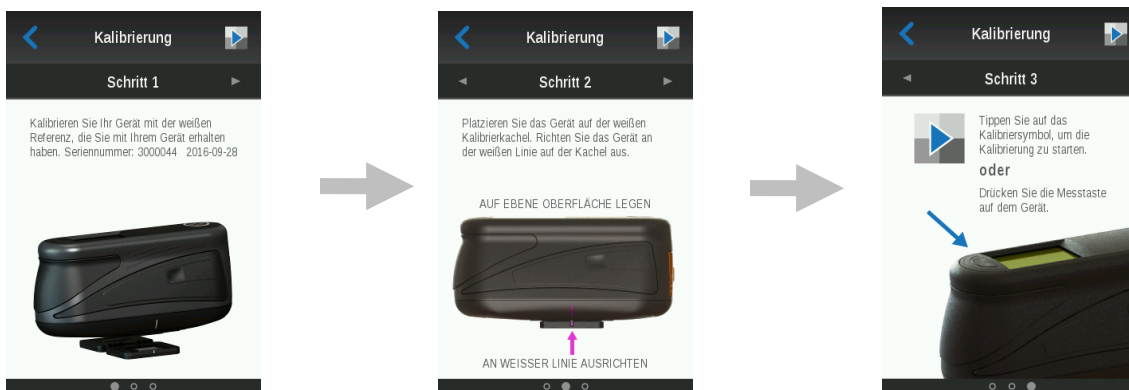 Kalibrierung
Schritt 1
Kalibrieren Sie Ihr Gerät mit der weißen
Referenz, die Sie mit Ihrem Gerät erhalten
haben. Seriennummer: 3000044 2016-09-28
Kalibrierung
Schritt 2
Platzieren Sie das Gerät auf der weißen
Kalibrierkachel. Richten Sie das Gerät an
der weißen Linie auf der Kachel aus.
AUF EBENE OBERFLÄCHE LEGEN
AN WEISSER LINIE AUSRICHTEN
Kalibrierung
Schritt 3
Tippen Sie auf das
Kalibriersymbol, um die
Kalibrierung zu starten.
oder
Drücken Sie die Messtaste
auf dem Gerät.